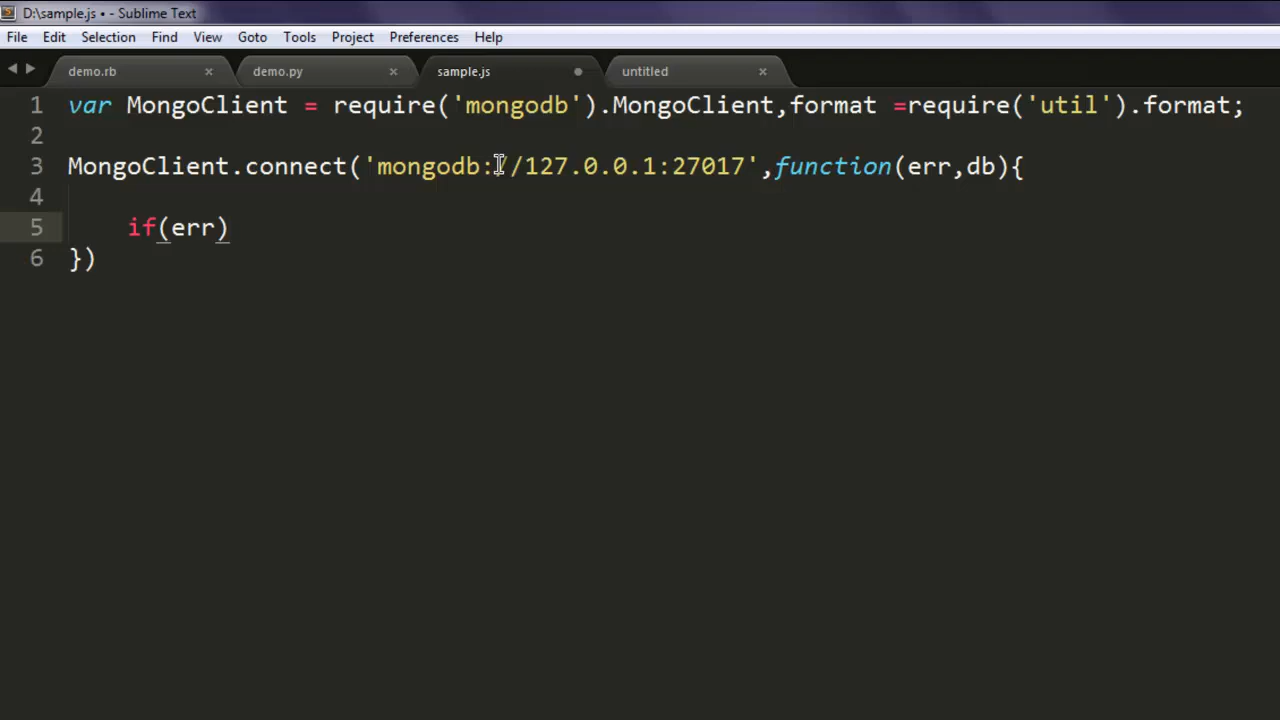 D:\sample.js • - Sublime Text
File Edit Selection Find View Goto Tools Project Preferences Help
demo.rb demo.py sample.js untitled
1 var MongoClient = require('mongodb').MongoClient,format =require('util').format;
2
3 MongoClient.connect('mongodb://127.0.0.1:27017',function(err,db){
4
5 if(err)
6 })